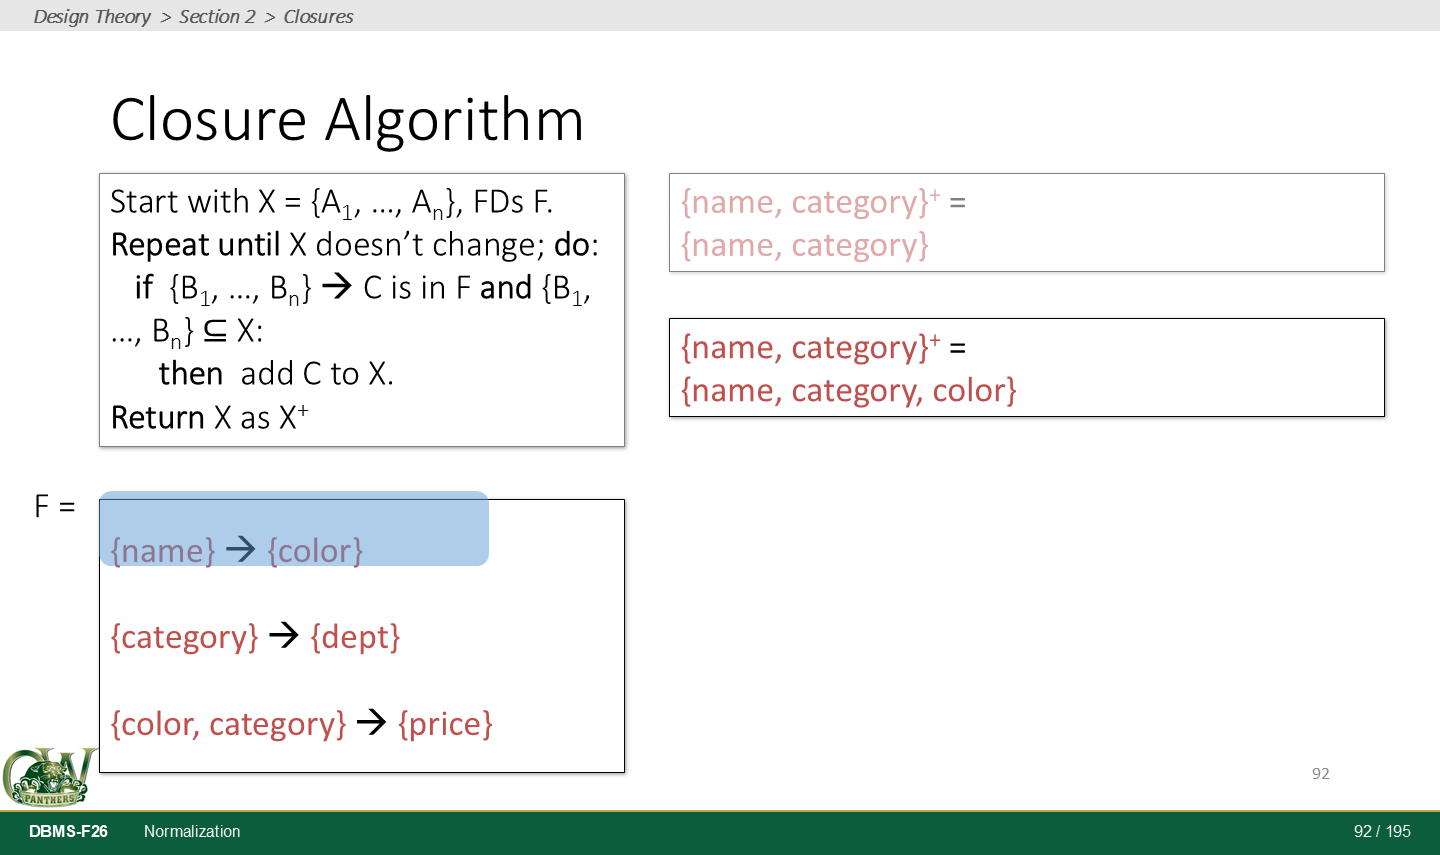 Design Theory > Section 2 > Closures
Closure Algorithm
Start with X = {A₁, …, Aₙ}, FDs F.
Repeat until X doesn’t change; do:
if {B₁, …, Bₙ} → C is in F and {B₁,
…, Bₙ} ⊆ X:
then add C to X.
Return X as X⁺
{name, category}⁺ =
{name, category}
{name, category}⁺ =
{name, category, color}
F =
{name} → {color}
{category} → {dept}
{color, category} → {price}
CW
PANTHERS
92
DBMS-F26 Normalization 92 / 195